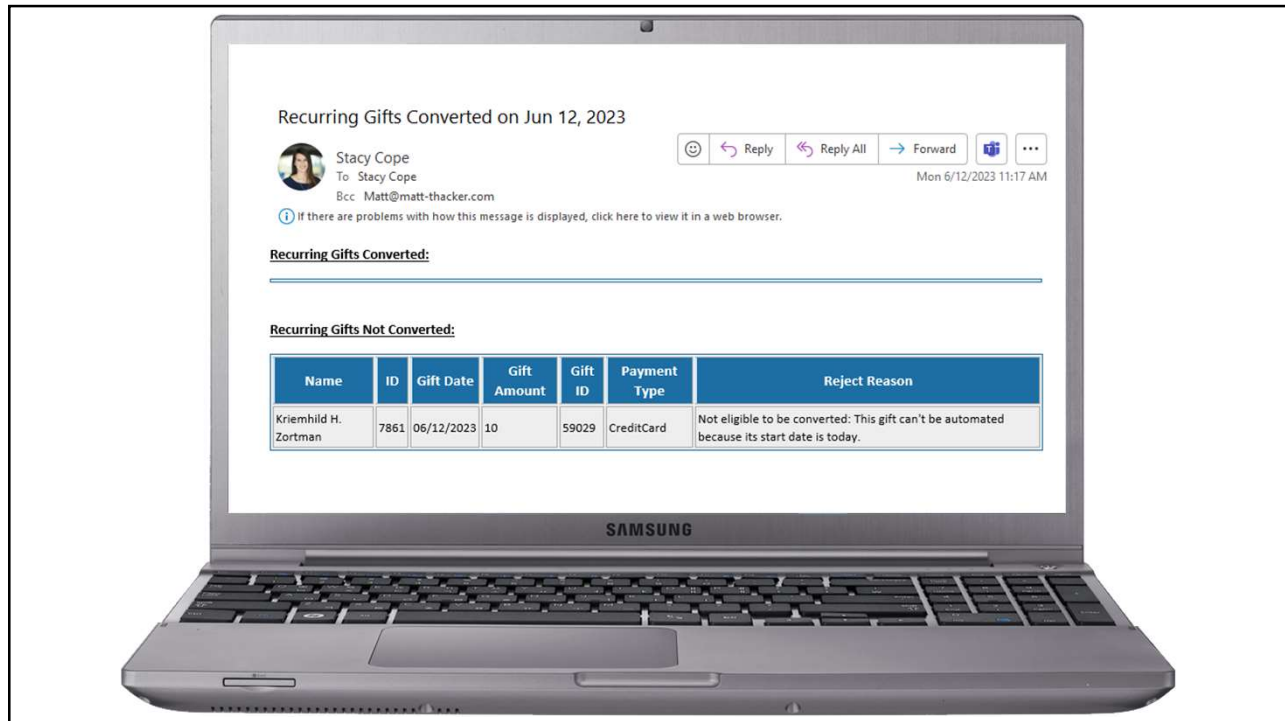 Recurring Gifts Converted on Jun 12, 2023
Stacy Cope
To Stacy Cope
Bcc Matt@matt-thacker.com
Reply
Reply All
Forward
Mon 6/12/2023 11:17 AM
If there are problems with how this message is displayed, click here to view it in a web browser.
Recurring Gifts Converted:
Recurring Gifts Not Converted:
Name ID Gift Date Gift Amount Gift ID Payment Type Reject Reason
Kriemhild H.
Zortman
7861 06/12/2023 10 59029 CreditCard
Not eligible to be converted: This gift can't be automated
because its start date is today.
SAMSUNG